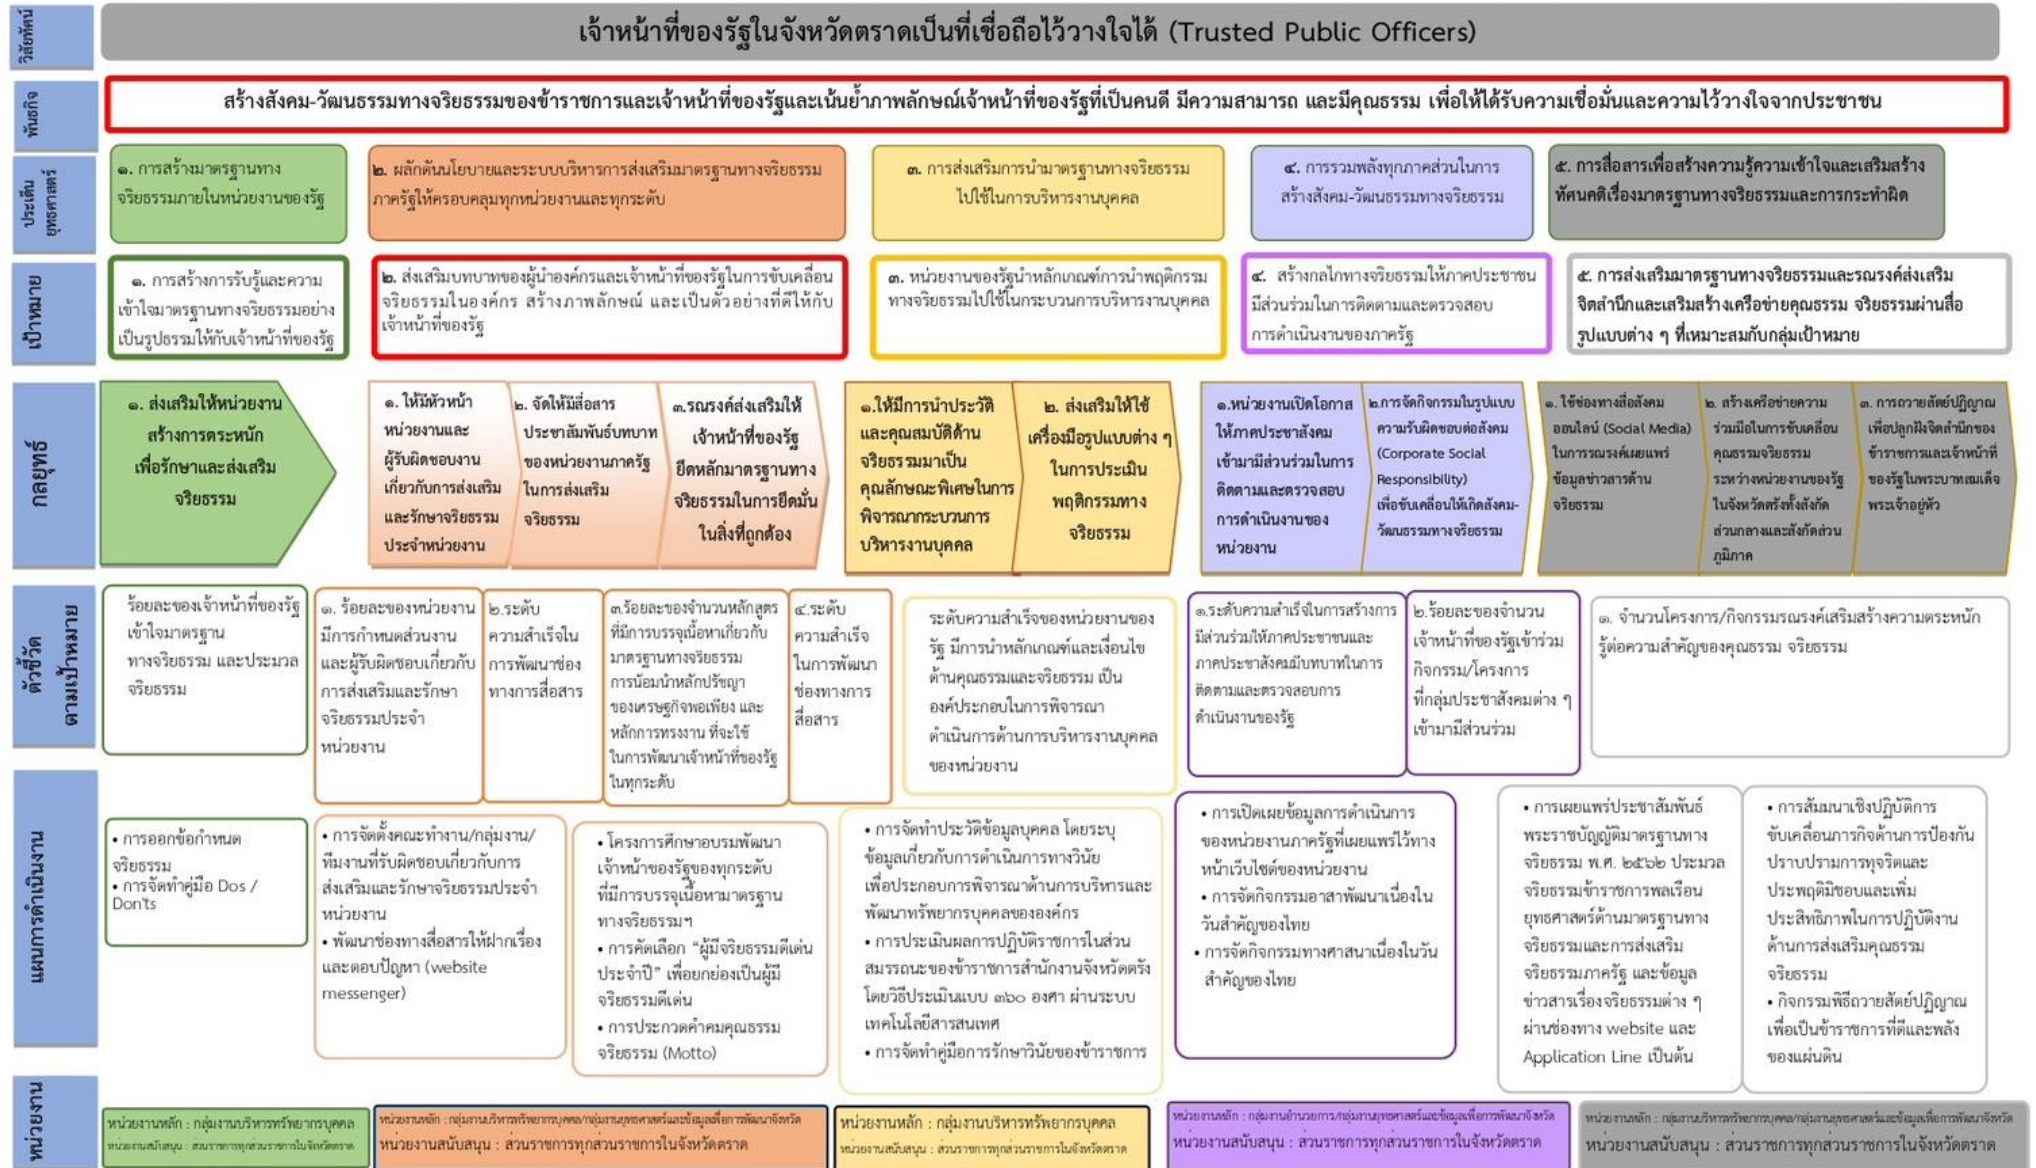 วิสัยทัศน์
เจ้าหน้าที่ของรัฐในจังหวัดตราดเป็นที่เชื่อถือไว้วางใจได้ (Trusted Public Officers)
พันธกิจ
สร้างสังคม-วัฒนธรรมทางจริยธรรมของข้าราชการและเจ้าหน้าที่ของรัฐและเน้นย้ำภาพลักษณ์เจ้าหน้าที่ของรัฐที่เป็นคนดี มีความสามารถ และมีคุณธรรม เพื่อให้ได้รับความเชื่อมั่นและความไว้วางใจจากประชาชน
ประเด็น
ยุทธศาสตร์
๑. การสร้างมาตรฐานทาง
จริยธรรมภายในหน่วยงานของรัฐ
๒. ผลักดันนโยบายและระบบบริหารการส่งเสริมมาตรฐานทางจริยธรรม
ภาครัฐให้ครอบคลุมทุกหน่วยงานและทุกระดับ
๓. การส่งเสริมการนำมาตรฐานทางจริยธรรม
ไปใช้ในการบริหารงานบุคคล
๔. การรวมพลังทุกภาคส่วนในการ
สร้างสังคม-วัฒนธรรมทางจริยธรรม
๕. การสื่อสารเพื่อสร้างความรู้ความเข้าใจและเสริมสร้าง
ทัศนคติเรื่องมาตรฐานทางจริยธรรมและการกระทำผิด
เป้าหมาย
๑. การสร้างการรับรู้และความ
เข้าใจมาตรฐานทางจริยธรรมอย่าง
เป็นรูปธรรมให้กับเจ้าหน้าที่ของรัฐ
๒. ส่งเสริมบทบาทของผู้นำองค์กรและเจ้าหน้าที่ของรัฐในการขับเคลื่อน
จริยธรรมในองค์กร สร้างภาพลักษณ์ และเป็นตัวอย่างที่ดีให้กับ
เจ้าหน้าที่ของรัฐ
๓. หน่วยงานของรัฐนำหลักเกณฑ์การนำพฤติกรรม
ทางจริยธรรมไปใช้ในกระบวนการบริหารงานบุคคล
๔. สร้างกลไกทางจริยธรรมให้ภาคประชาชน
มีส่วนร่วมในการติดตามและตรวจสอบ
การดำเนินงานของภาครัฐ
๕. การส่งเสริมมาตรฐานทางจริยธรรมและรณรงค์ส่งเสริม
จิตสำนึกและเสริมสร้างเครือข่ายคุณธรรม จริยธรรมผ่านสื่อ
รูปแบบต่าง ๆ ที่เหมาะสมกับกลุ่มเป้าหมาย
กลยุทธ์
๑. ส่งเสริมให้หน่วยงาน
สร้างการตระหนัก
เพื่อรักษาและส่งเสริม
จริยธรรม
๑. ให้มีหัวหน้า
หน่วยงานและ
ผู้รับผิดชอบงาน
เกี่ยวกับการส่งเสริม
และรักษาจริยธรรม
ประจำหน่วยงาน
๒. จัดให้มีสื่อสาร
ประชาสัมพันธ์บทบาท
ของหน่วยงานภาครัฐ
ในการส่งเสริม
จริยธรรม
๓.รณรงค์ส่งเสริมให้
เจ้าหน้าที่ของรัฐ
ยึดหลักมาตรฐานทาง
จริยธรรมในการยึดมั่น
ในสิ่งที่ถูกต้อง
๑.ให้มีการนำประวัติ
และคุณสมบัติด้าน
จริยธรรมมาเป็น
คุณลักษณะพิเศษในการ
พิจารณากระบวนการ
บริหารงานบุคคล
๒. ส่งเสริมให้ใช้
เครื่องมือรูปแบบต่าง ๆ
ในการประเมิน
พฤติกรรมทาง
จริยธรรม
๑.หน่วยงานเปิดโอกาส
ให้ภาคประชาสังคม
เข้ามามีส่วนร่วมในการ
ติดตามและตรวจสอบ
การดำเนินงานของ
หน่วยงาน
๒.การจัดกิจกรรมในรูปแบบ
ความรับผิดชอบต่อสังคม
(Corporate Social
Responsibility)
เพื่อขับเคลื่อนให้เกิดสังคม-
วัฒนธรรมทางจริยธรรม
๑. ใช้ช่องทางสื่อสังคม
ออนไลน์ (Social Media)
ในการรณรงค์เผยแพร่
ข้อมูลข่าวสารด้าน
จริยธรรม
๒. สร้างเครือข่ายความ
ร่วมมือในการขับเคลื่อน
คุณธรรมจริยธรรม
ระหว่างหน่วยงานของรัฐ
ในจังหวัดตรังทั้งสังกัด
ส่วนกลางและสังกัดส่วน
ภูมิภาค
๓. การถวายสัตย์ปฏิญาณ
เพื่อปลูกฝังจิตสำนึกของ
ข้าราชการและเจ้าหน้าที่
ของรัฐในพระบาทสมเด็จ
พระเจ้าอยู่หัว
ตัวชี้วัด
ตามเป้าหมาย
ร้อยละของเจ้าหน้าที่ของรัฐ
เข้าใจมาตรฐาน
ทางจริยธรรม และประมวล
จริยธรรม
๑. ร้อยละของหน่วยงาน
มีการกำหนดส่วนงาน
และผู้รับผิดชอบเกี่ยวกับ
การส่งเสริมและรักษา
จริยธรรมประจำ
หน่วยงาน
๒.ระดับ
ความสำเร็จใน
การพัฒนาช่อง
ทางการสื่อสาร
๓.ร้อยละของจำนวนหลักสูตร
ที่มีการบรรจุเนื้อหาเกี่ยวกับ
มาตรฐานทางจริยธรรม
การน้อมนำหลักปรัชญา
ของเศรษฐกิจพอเพียง และ
หลักการทรงงาน ที่จะใช้
ในการพัฒนาเจ้าหน้าที่ของรัฐ
ในทุกระดับ
๔.ระดับ
ความสำเร็จ
ในการพัฒนา
ช่องทางการ
สื่อสาร
ระดับความสำเร็จของหน่วยงานของ
รัฐ มีการนำหลักเกณฑ์และเงื่อนไข
ด้านคุณธรรมและจริยธรรม เป็น
องค์ประกอบในการพิจารณา
ดำเนินการด้านการบริหารงานบุคคล
ของหน่วยงาน
๑.ระดับความสำเร็จในการสร้างการ
มีส่วนร่วมให้ภาคประชาชนและ
ภาคประชาสังคมมีบทบาทในการ
ติดตามและตรวจสอบการ
ดำเนินงานของรัฐ
๒.ร้อยละของจำนวน
เจ้าหน้าที่ของรัฐเข้าร่วม
กิจกรรม/โครงการ
ที่กลุ่มประชาสังคมต่าง ๆ
เข้ามามีส่วนร่วม
๑. จำนวนโครงการ/กิจกรรมรณรงค์เสริมสร้างความตระหนัก
รู้ต่อความสำคัญของคุณธรรม จริยธรรม
แผนการดำเนินงาน
• การออกข้อกำหนด
จริยธรรม
• การจัดทำคู่มือ Dos /
Don'ts
• การจัดตั้งคณะทำงาน/กลุ่มงาน/
ทีมงานที่รับผิดชอบเกี่ยวกับการ
ส่งเสริมและรักษาจริยธรรมประจำ
หน่วยงาน
• พัฒนาช่องทางสื่อสารให้ฝากเรื่อง
และตอบปัญหา (website
messenger)
• โครงการศึกษาอบรมพัฒนา
เจ้าหน้าของรัฐของทุกระดับ
ที่มีการบรรจุเนื้อหามาตรฐาน
ทางจริยธรรมฯ
• การคัดเลือก “ผู้มีจริยธรรมดีเด่น
ประจำปี” เพื่อยกย่องเป็นผู้มี
จริยธรรมดีเด่น
• การประกวดคำคมคุณธรรม
จริยธรรม (Motto)
• การจัดทำประวัติข้อมูลบุคคล โดยระบุ
ข้อมูลเกี่ยวกับการดำเนินการทางวินัย
เพื่อประกอบการพิจารณาด้านการบริหารและ
พัฒนาทรัพยากรบุคคลขององค์กร
• การประเมินผลการปฏิบัติราชการในส่วน
สมรรถนะของข้าราชการสำนักงานจังหวัดตรัง
โดยวิธีประเมินแบบ ๓๖๐ องศา ผ่านระบบ
เทคโนโลยีสารสนเทศ
• การจัดทำคู่มือการรักษาวินัยของข้าราชการ
• การเปิดเผยข้อมูลการดำเนินการ
ของหน่วยงานภาครัฐที่เผยแพร่ไว้ทาง
หน้าเว็บไซต์ของหน่วยงาน
• การจัดกิจกรรมอาสาพัฒนาเนื่องใน
วันสำคัญของไทย
• การจัดกิจกรรมทางศาสนาเนื่องในวัน
สำคัญของไทย
• การเผยแพร่ประชาสัมพันธ์
พระราชบัญญัติมาตรฐานทาง
จริยธรรม พ.ศ. ๒๕๖๒ ประมวล
จริยธรรมข้าราชการพลเรือน
ยุทธศาสตร์ด้านมาตรฐานทาง
จริยธรรมและการส่งเสริม
จริยธรรมภาครัฐ และข้อมูล
ข่าวสารเรื่องจริยธรรมต่าง ๆ
ผ่านช่องทาง website และ
Application Line เป็นต้น
• การสัมมนาเชิงปฏิบัติการ
ขับเคลื่อนภารกิจด้านการป้องกัน
ปราบปรามการทุจริตและ
ประพฤติมิชอบและเพิ่ม
ประสิทธิภาพในการปฏิบัติงาน
ด้านการส่งเสริมคุณธรรม
จริยธรรม
• กิจกรรมพิธีถวายสัตย์ปฏิญาณ
เพื่อเป็นข้าราชการที่ดีและพลัง
ของแผ่นดิน
หน่วยงาน
หน่วยงานหลัก : กลุ่มงานบริหารทรัพยากรบุคคล
หน่วยงานสนับสนุน : ส่วนราชการทุกส่วนราชการในจังหวัดตราด
หน่วยงานหลัก : กลุ่มงานบริหารทรัพยากรบุคคล/กลุ่มงานยุทธศาสตร์และข้อมูลเพื่อการพัฒนาจังหวัด
หน่วยงานสนับสนุน : ส่วนราชการทุกส่วนราชการในจังหวัดตราด
หน่วยงานหลัก : กลุ่มงานบริหารทรัพยากรบุคคล
หน่วยงานสนับสนุน : ส่วนราชการทุกส่วนราชการในจังหวัดตราด
หน่วยงานหลัก : กลุ่มงานอำนวยการ/กลุ่มงานยุทธศาสตร์และข้อมูลเพื่อการพัฒนาจังหวัด
หน่วยงานสนับสนุน : ส่วนราชการทุกส่วนราชการในจังหวัดตราด
หน่วยงานหลัก : กลุ่มงานบริหารทรัพยากรบุคคล/กลุ่มงานยุทธศาสตร์และข้อมูลเพื่อการพัฒนาจังหวัด
หน่วยงานสนับสนุน : ส่วนราชการทุกส่วนราชการในจังหวัดตราด